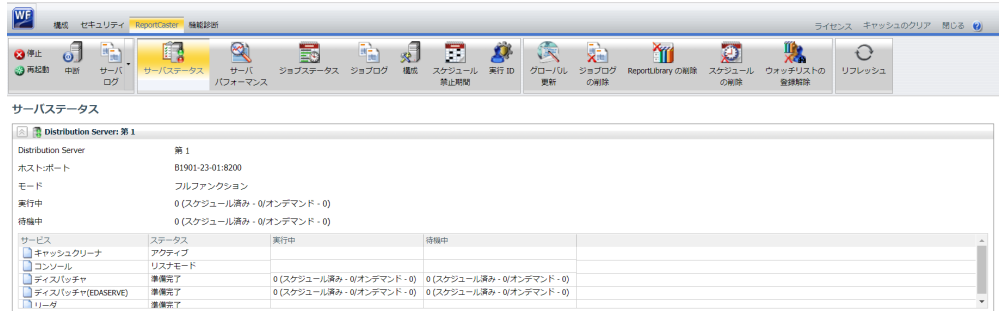 WF
構成 セキュリティ ReportCaster 機能診断 ライセンス キャッシュのクリア 閉じる
停止
再起動
中断
サーバ
ログ
サーバステータス
サーバ
パフォーマンス
ジョブステータス
ジョブログ
構成
スケジュール
禁止期間
実行 ID
グローバル
更新
ジョブログ
の削除
ReportLibrary の削除
スケジュール
の削除
ウォッチリストの
登録解除
リフレッシュ
サーバステータス
Distribution Server: 第 1
Distribution Server 第 1
ホスト:ポート B1901-23-01:8200
モード フルファンクション
実行中 0 (スケジュール済み - 0/オンデマンド - 0)
待機中 0 (スケジュール済み - 0/オンデマンド - 0)
サービス ステータス 実行中 待機中
キャッシュクリーナ アクティブ
コンソール リスナモード
ディスパッチャ 準備完了 0 (スケジュール済み - 0/オンデマンド - 0) 0 (スケジュール済み - 0/オンデマンド - 0)
ディスパッチャ(EDASERVE) 準備完了 0 (スケジュール済み - 0/オンデマンド - 0) 0 (スケジュール済み - 0/オンデマンド - 0)
リーダ 準備完了